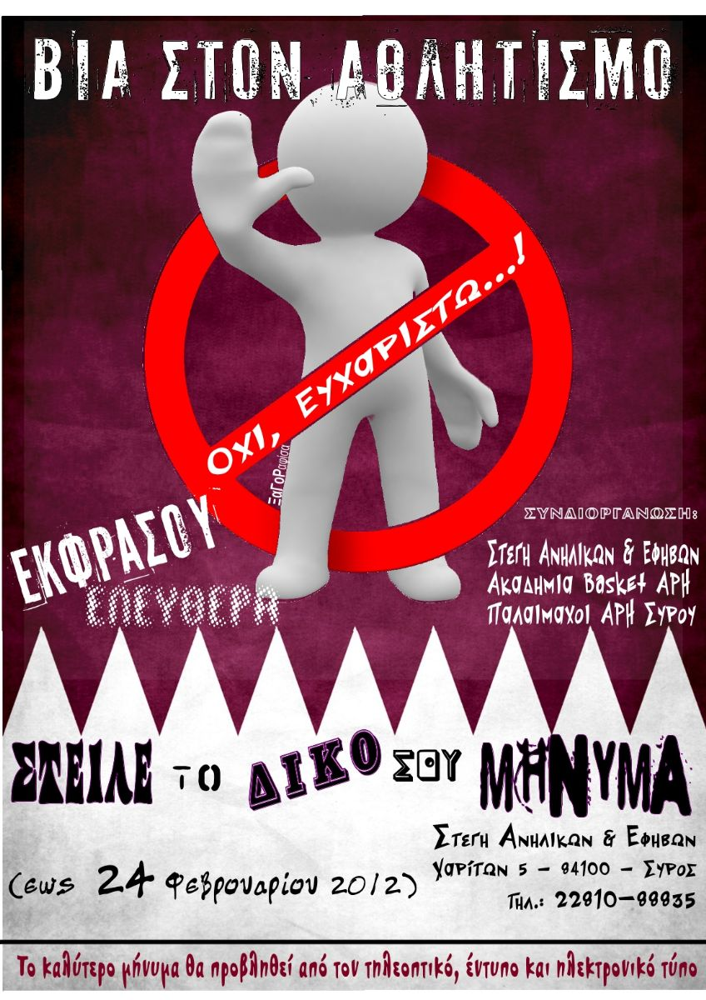 ΒΙΑ ΣΤΟΝ ΑΘΛΗΤΙΣΜΟ
ΟΧΙ, ΕΥΧΑΡΙΣΤΩ...!
ΞαΓοΡαφίσα
ΕΚΦΡΑΣΟΥ
ΕΛΕΥΘΕΡΑ
ΣΥΝΔΙΟΡΓΑΝΩΣΗ:
ΣΤΕΓΗ ΑΝΗΛΙΚΩΝ & ΕΦΗΒΩΝ
ΑΚΑΔΗΜΙΑ Basket ΑΡΗ
ΠΑΛΑΙΜΑΧΟΙ ΑΡΗ ΣΥΡΟΥ
ΣΤΕΙΛΕ ΤΟ ΔΙΚΟ ΣΟΥ ΜΗΝΥΜΑ
ΣΤΕΓΗ ΑΝΗΛΙΚΩΝ & ΕΦΗΒΩΝ
ΧΑΡΙΤΩΝ 5 – 84100 – ΣΥΡΟΣ
ΤΗΛ.: 22810–88835
(εως 24 Φεβρουαρίου 2012)
Το καλύτερο μήνυμα θα προβληθεί από τον τηλεοπτικό, έντυπο και ηλεκτρονικό τύπο